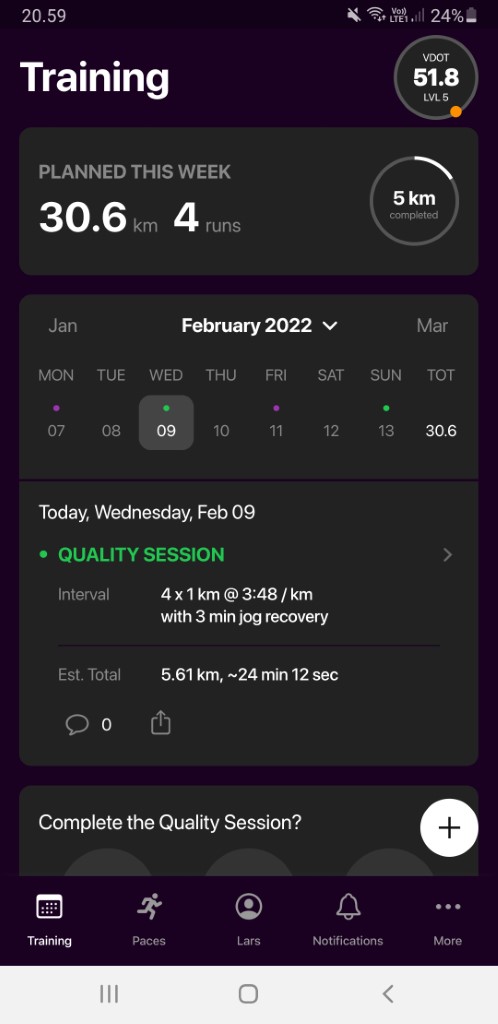 20.59
Vo)) LTE1 24%
Training
VDOT
51.8
LVL 5
PLANNED THIS WEEK
30.6 km 4 runs
5 km
completed
Jan February 2022 Mar
MON TUE WED THU FRI SAT SUN TOT
07 08 09 10 11 12 13 30.6
Today, Wednesday, Feb 09
QUALITY SESSION
Interval 4 x 1 km @ 3:48 / km
with 3 min jog recovery
Est. Total 5.61 km, ~24 min 12 sec
0
Complete the Quality Session?
Training Paces Lars Notifications More